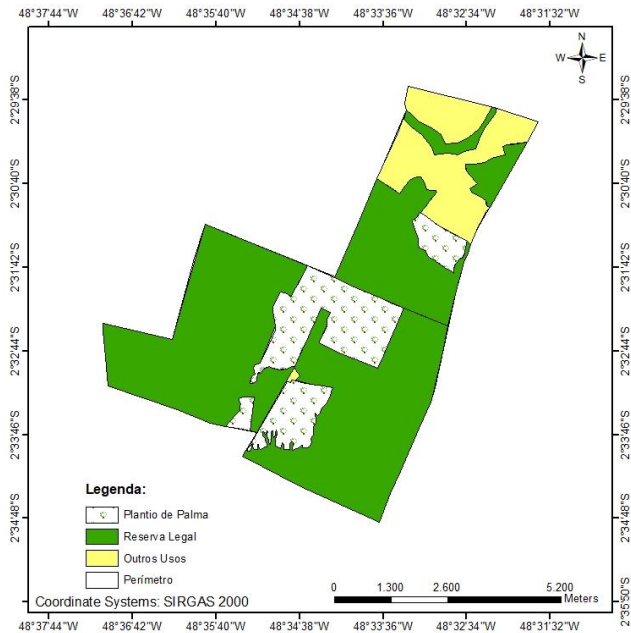 48°37'44"W 48°36'42"W 48°35'40"W 48°34'38"W 48°33'36"W 48°32'34"W 48°31'32"W
N
W E
S
2°29'38"S 2°29'38"S
2°30'40"S 2°30'40"S
2°31'42"S 2°31'42"S
2°32'44"S 2°32'44"S
2°33'46"S 2°33'46"S
2°34'48"S 2°34'48"S
2°35'50"S
Legenda:
Plantio de Palma
Reserva Legal
Outros Usos
Perímetro
0 1.300 2.600 5.200
Meters
Coordinate Systems: SIRGAS 2000
48°37'44"W 48°36'42"W 48°35'40"W 48°34'38"W 48°33'36"W 48°32'34"W 48°31'32"W